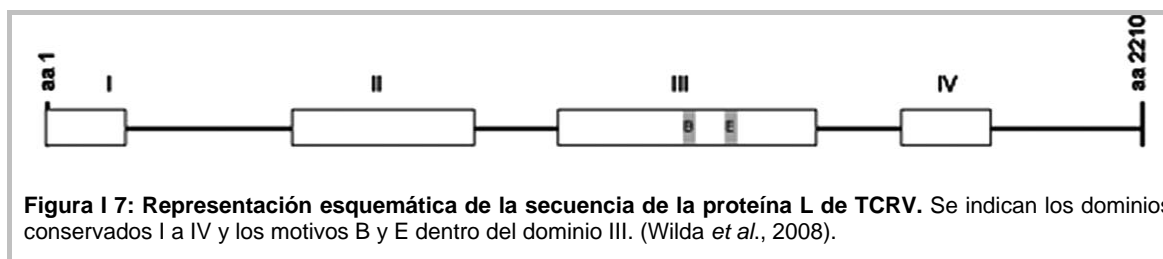 aa 1
I
II
III
IV
aa 2210
B
E
Figura I 7: Representación esquemática de la secuencia de la proteína L de TCRV. Se indican los dominios
conservados I a IV y los motivos B y E dentro del dominio III. (Wilda et al., 2008).